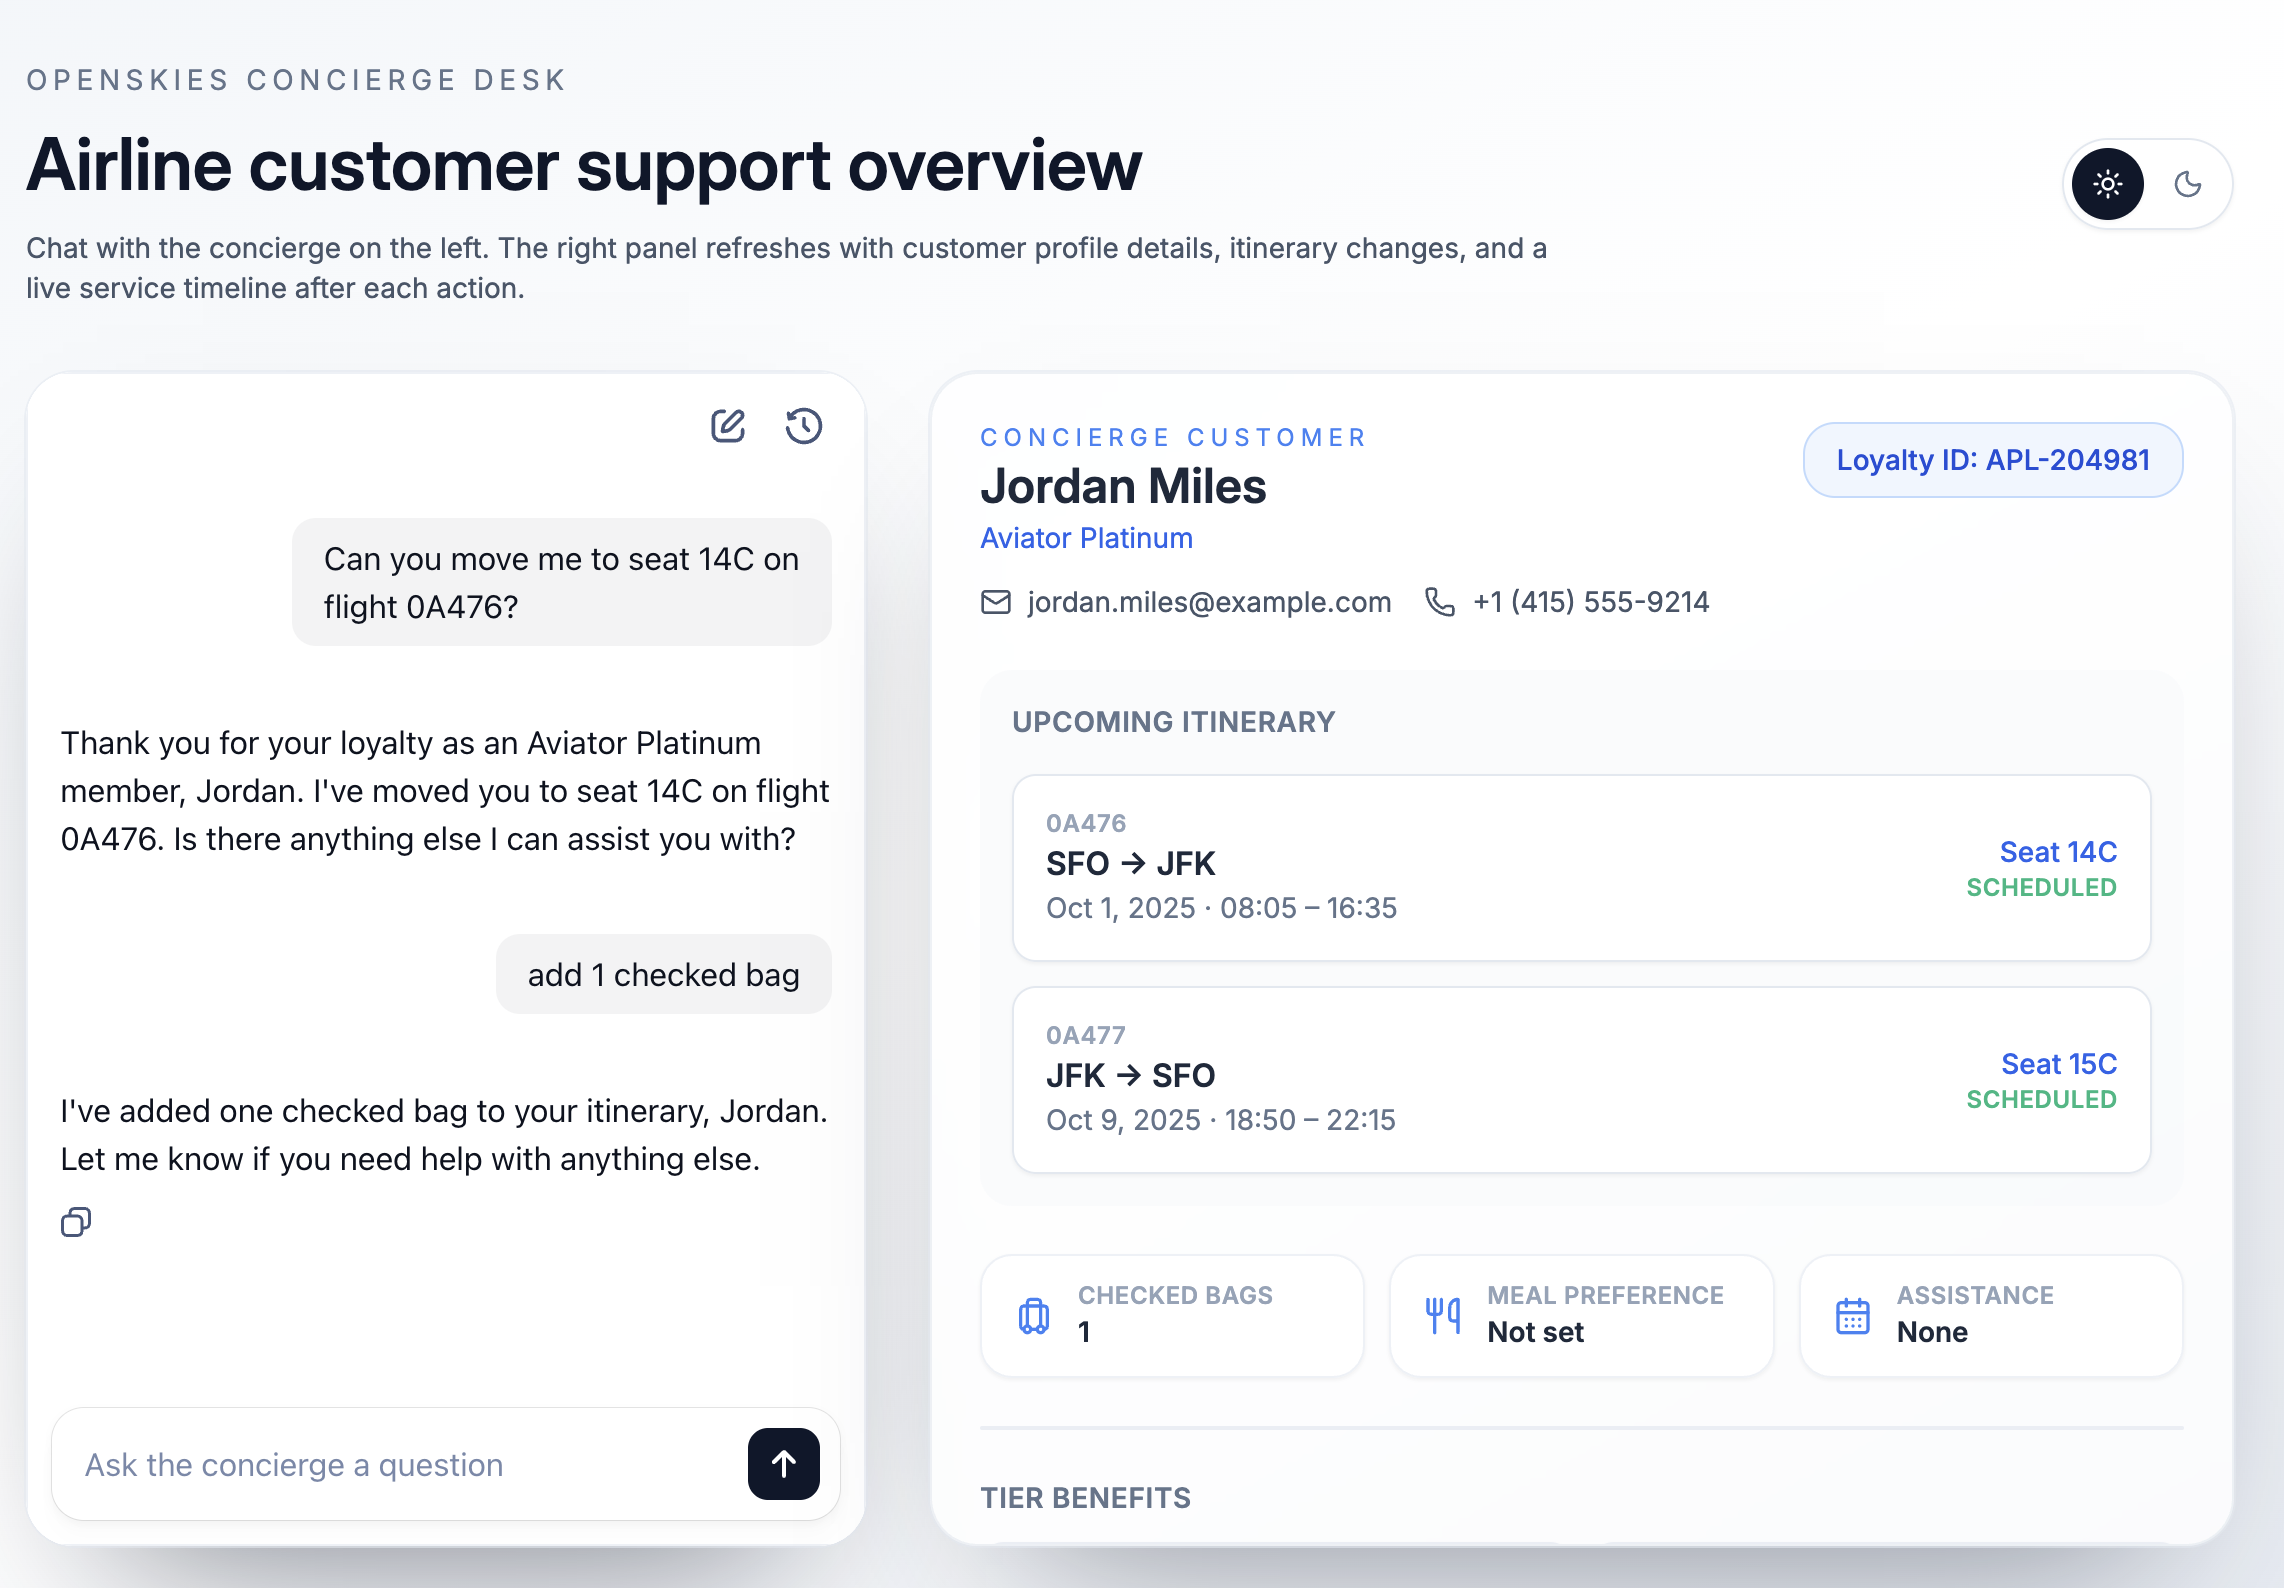 OPENSKIES CONCIERGE DESK
Airline customer support overview
Chat with the concierge on the left. The right panel refreshes with customer profile details, itinerary changes, and a
live service timeline after each action.
Can you move me to seat 14C on
flight 0A476?
Thank you for your loyalty as an Aviator Platinum
member, Jordan. I've moved you to seat 14C on flight
0A476. Is there anything else I can assist you with?
add 1 checked bag
I've added one checked bag to your itinerary, Jordan.
Let me know if you need help with anything else.
Ask the concierge a question
CONCIERGE CUSTOMER
Jordan Miles
Aviator Platinum
Loyalty ID: APL-204981
jordan.miles@example.com
+1 (415) 555-9214
UPCOMING ITINERARY
0A476
SFO → JFK
Oct 1, 2025 · 08:05 – 16:35
Seat 14C
SCHEDULED
0A477
JFK → SFO
Oct 9, 2025 · 18:50 – 22:15
Seat 15C
SCHEDULED
CHECKED BAGS
1
MEAL PREFERENCE
Not set
ASSISTANCE
None
TIER BENEFITS